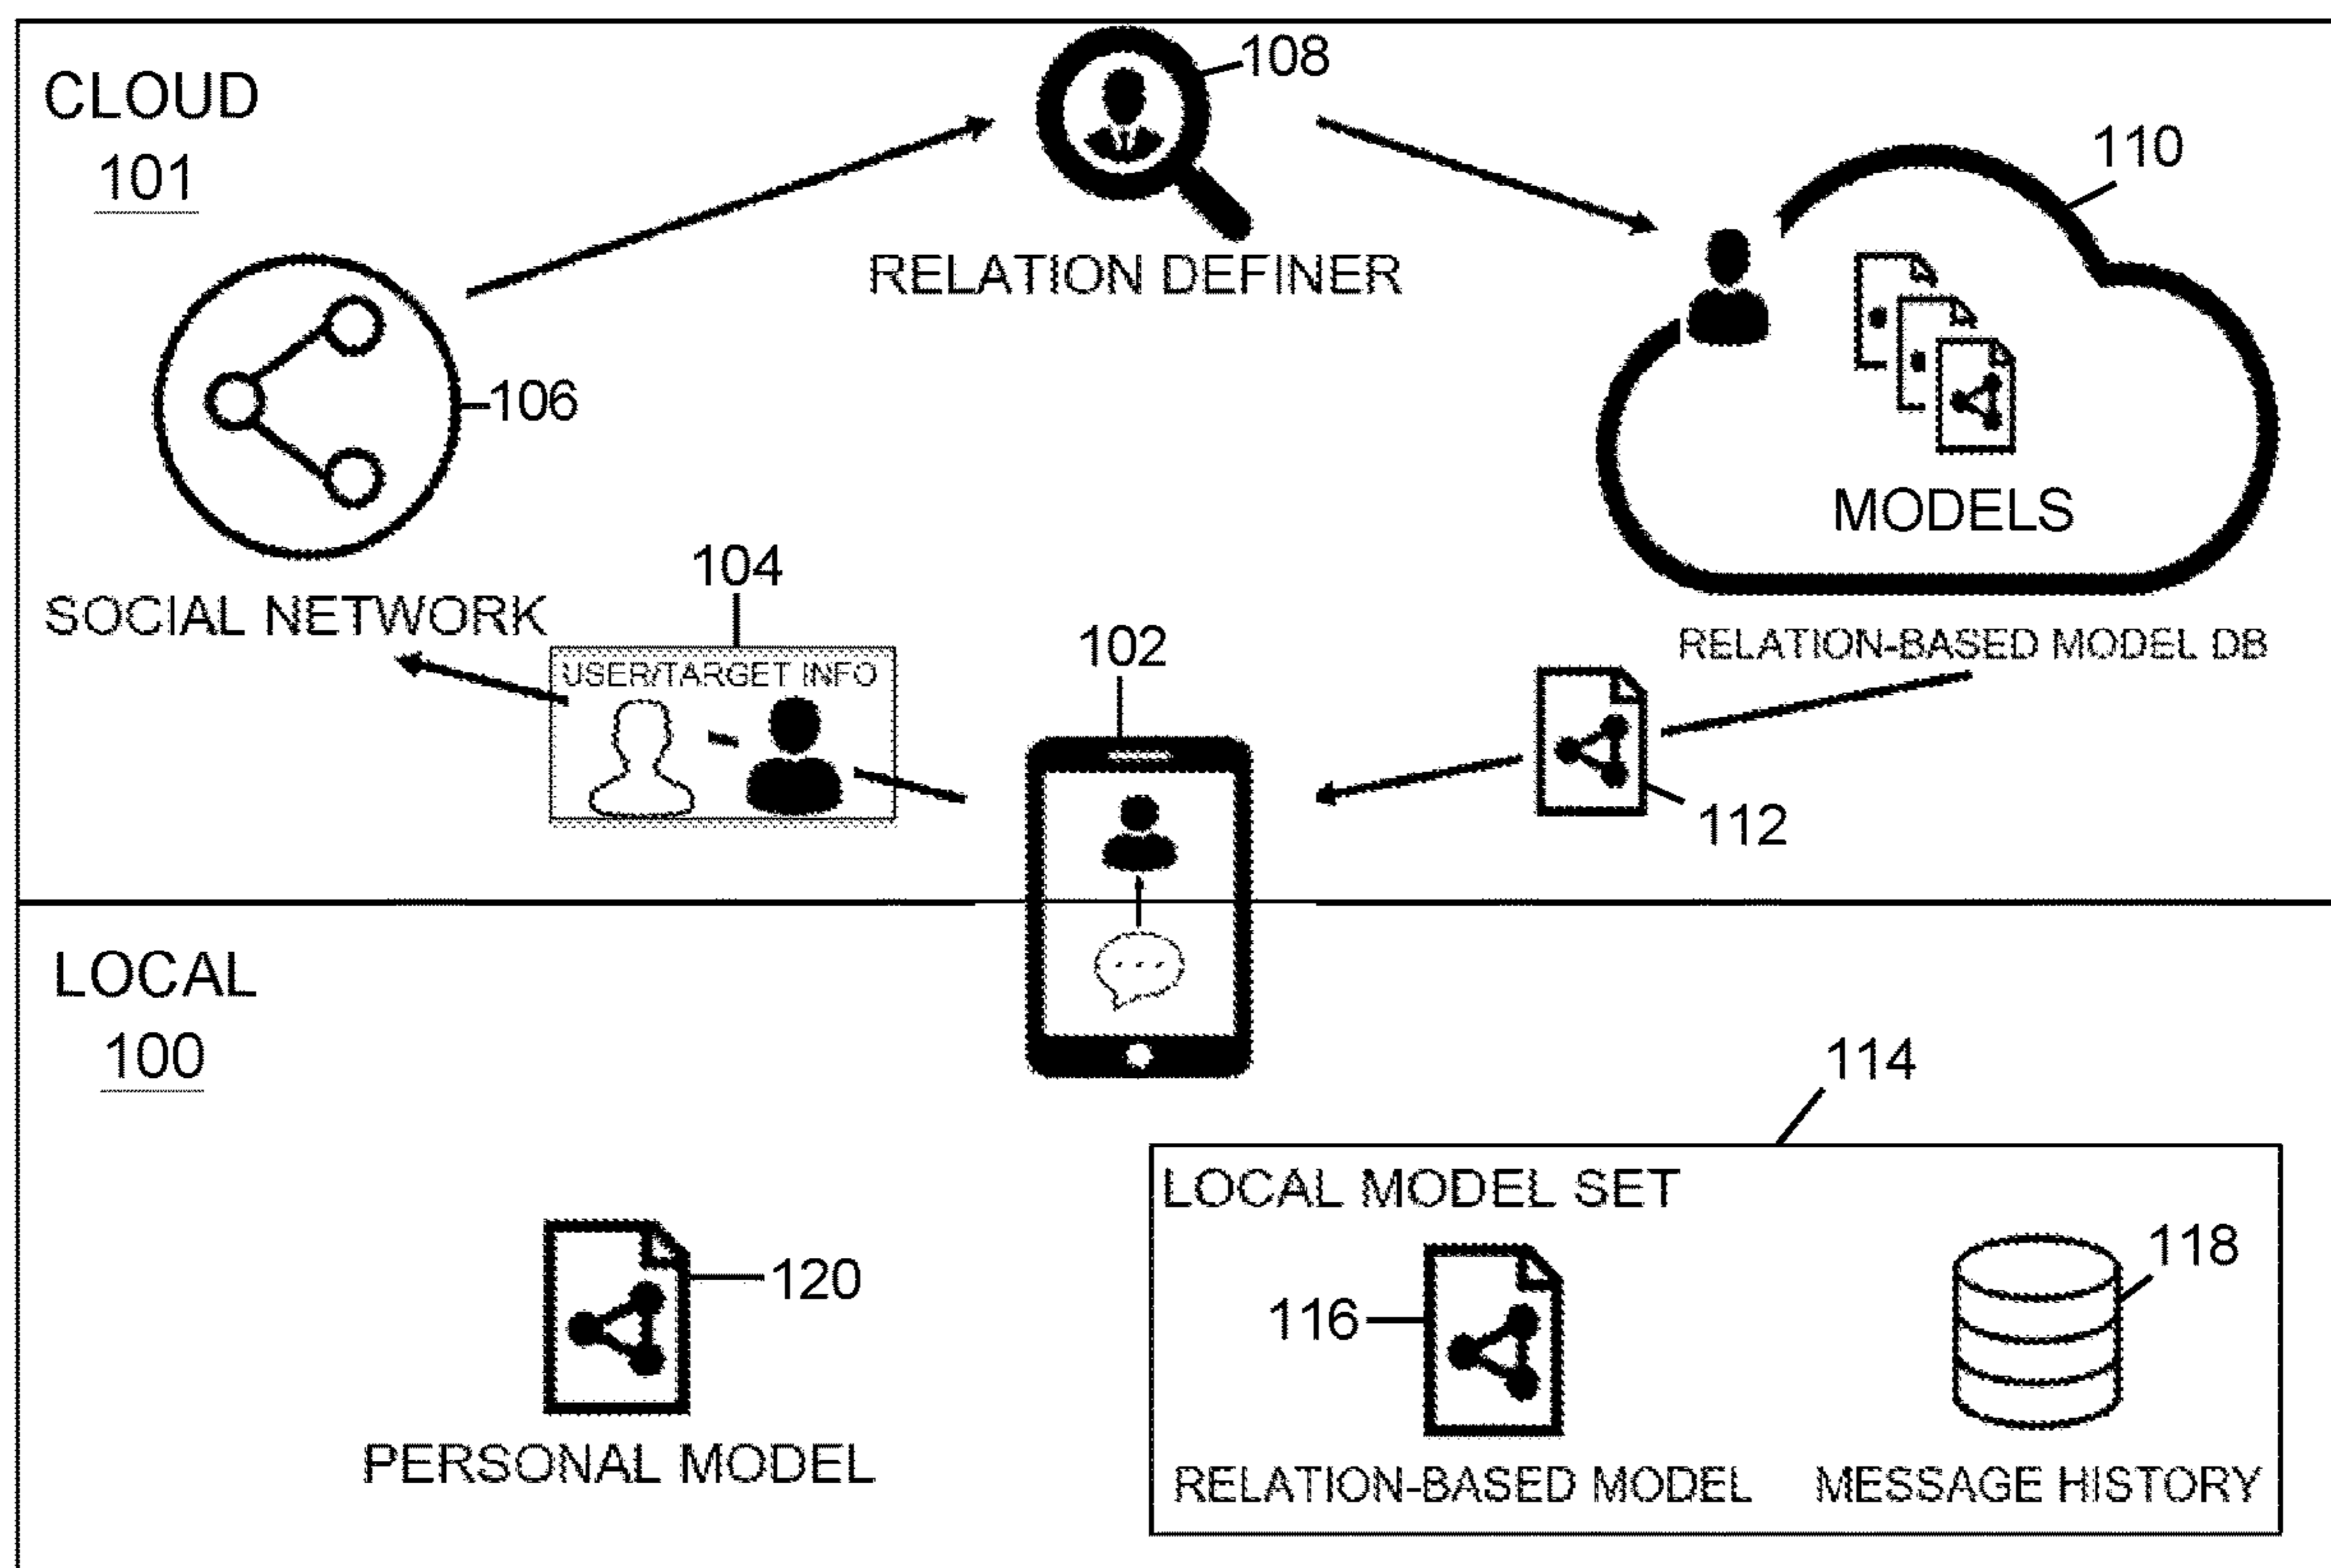 CLOUD
101
108
RELATION DEFINER
110
MODELS
RELATION-BASED MODEL DB
106
SOCIAL NETWORK
104
USER/TARGET INFO
102
112
LOCAL
100
114
LOCAL MODEL SET
116
RELATION-BASED MODEL
118
MESSAGE HISTORY
120
PERSONAL MODEL